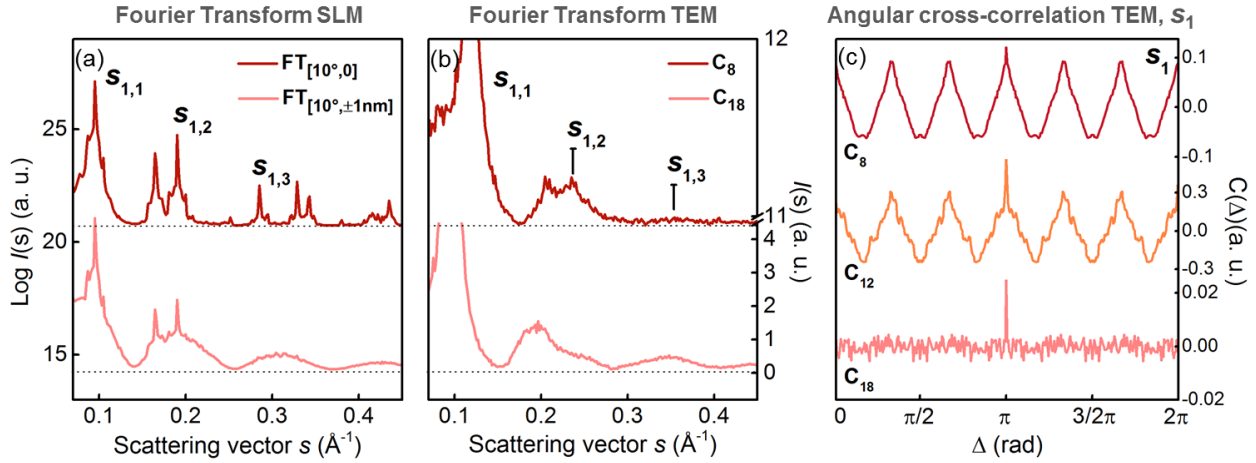 Fourier Transform SLM
Fourier Transform TEM
Angular cross-correlation TEM, s1
(a)
s1,1
s1,2
s1,3
FT[10°,0]
FT[10°,±1nm]
25
20
15
Log I(s) (a. u.)
0.1 0.2 0.3 0.4
Scattering vector s (Å-1)
(b)
s1,1
s1,2
s1,3
C8
C18
12
11
4
3
2
1
0
I(s) (a. u.)
0.1 0.2 0.3 0.4
Scattering vector s (Å-1)
(c)
s1
C8
C12
C18
0.1
0.0
-0.1
0.3
0.0
-0.3
0.02
0.00
-0.02
C(Δ)(a. u.)
0 π/2 π 3/2π 2π
Δ (rad)